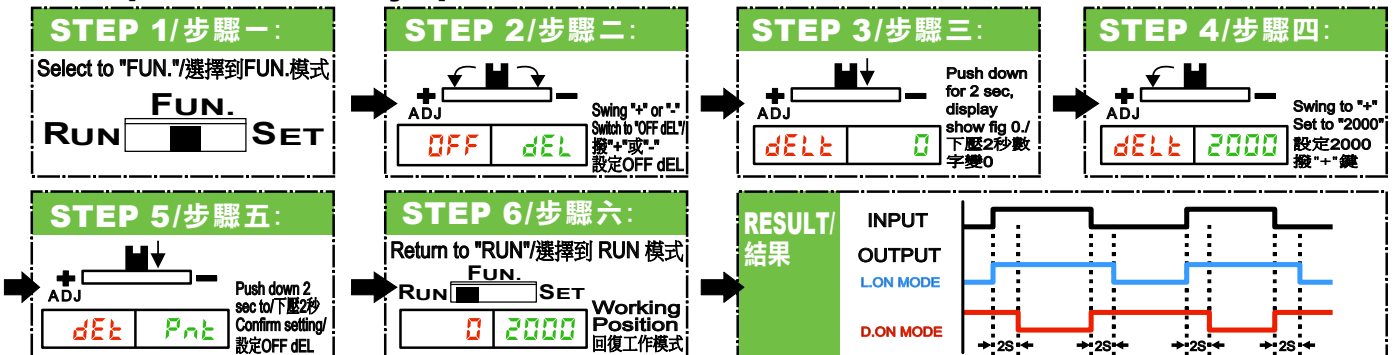 STEP 1/步驟一:
Select to "FUN."/選擇到FUN.模式
FUN.
RUN SET
STEP 2/步驟二:
+ −
ADJ
OFF dEL
Swing "+" or "-"
Switch to "OFF dEL"/
撥"+"或"-"
設定OFF dEL
STEP 3/步驟三:
+ −
ADJ
dELt 0
Push down
for 2 sec,
display
show fig 0./
下壓2秒數
字變0
STEP 4/步驟四:
+ −
ADJ
dELt 2000
Swing to "+"
Set to "2000"
設定2000
撥"+"鍵
STEP 5/步驟五:
+ −
ADJ
dEt Pnt
Push down 2
sec to/下壓2秒
Confirm setting/
設定OFF dEL
STEP 6/步驟六:
Return to "RUN"/選擇到 RUN 模式
FUN.
RUN SET
0 2000
Working
Position
回復工作模式
RESULT/
結果
INPUT
OUTPUT
L.ON MODE
D.ON MODE
2S 2S 2S 2S